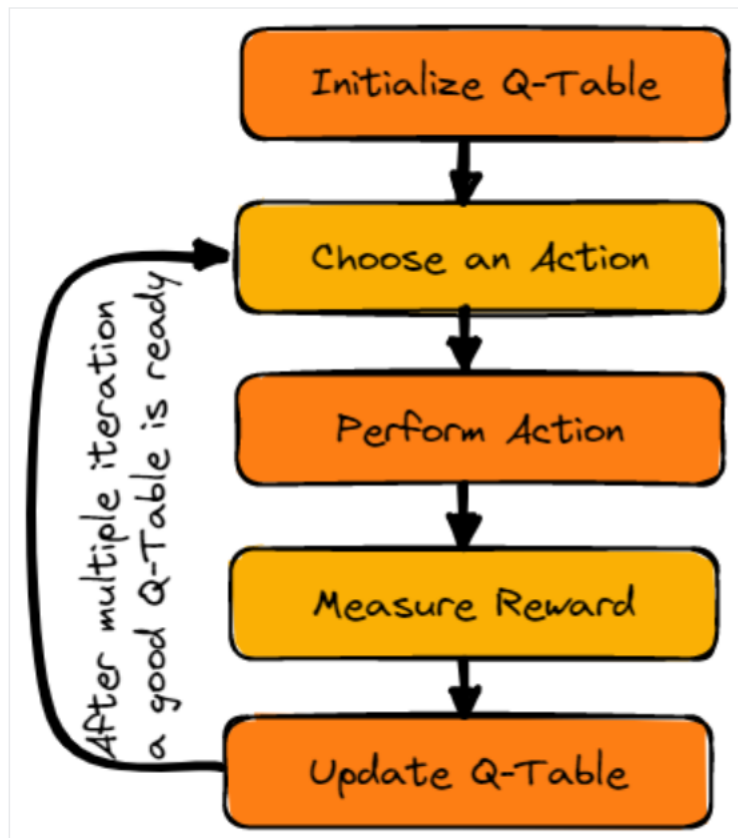 Initialize Q-Table
Choose an Action
Perform Action
Measure Reward
Update Q-Table
After multiple iteration
a good Q-Table is ready